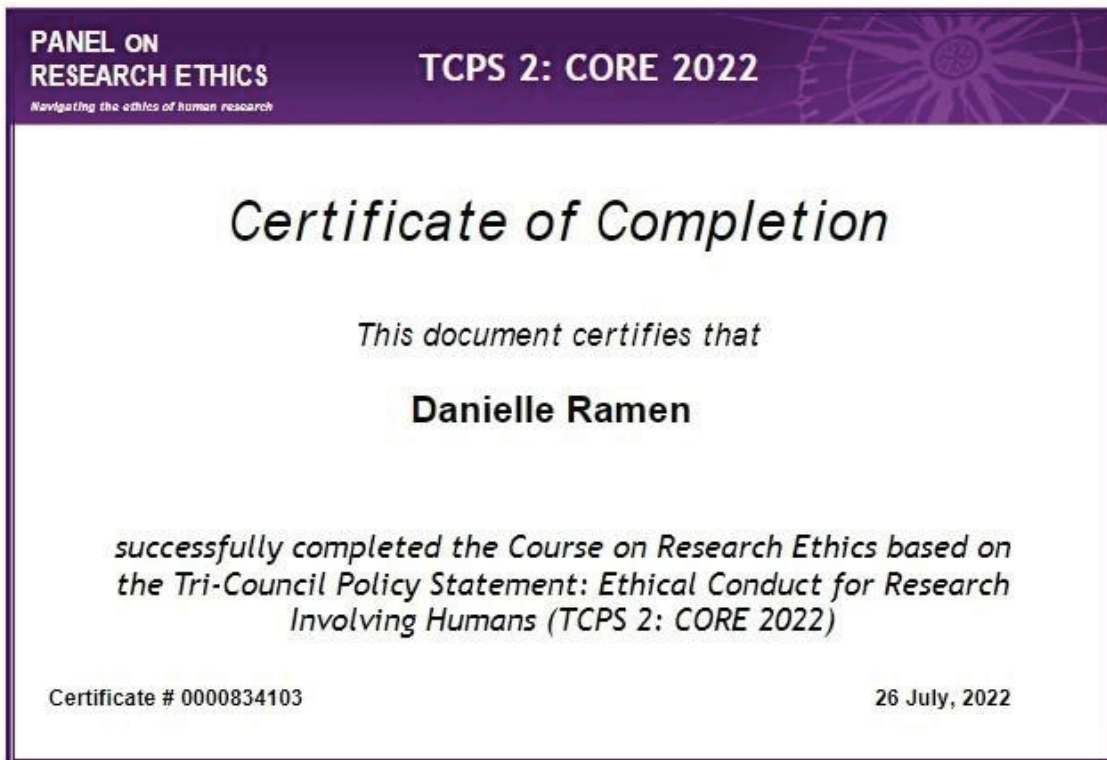 PANEL ON
RESEARCH ETHICS
Navigating the ethics of human research
TCPS 2: CORE 2022
Certificate of Completion
This document certifies that
Danielle Ramen
successfully completed the Course on Research Ethics based on
the Tri-Council Policy Statement: Ethical Conduct for Research
Involving Humans (TCPS 2: CORE 2022)
Certificate # 0000834103
26 July, 2022